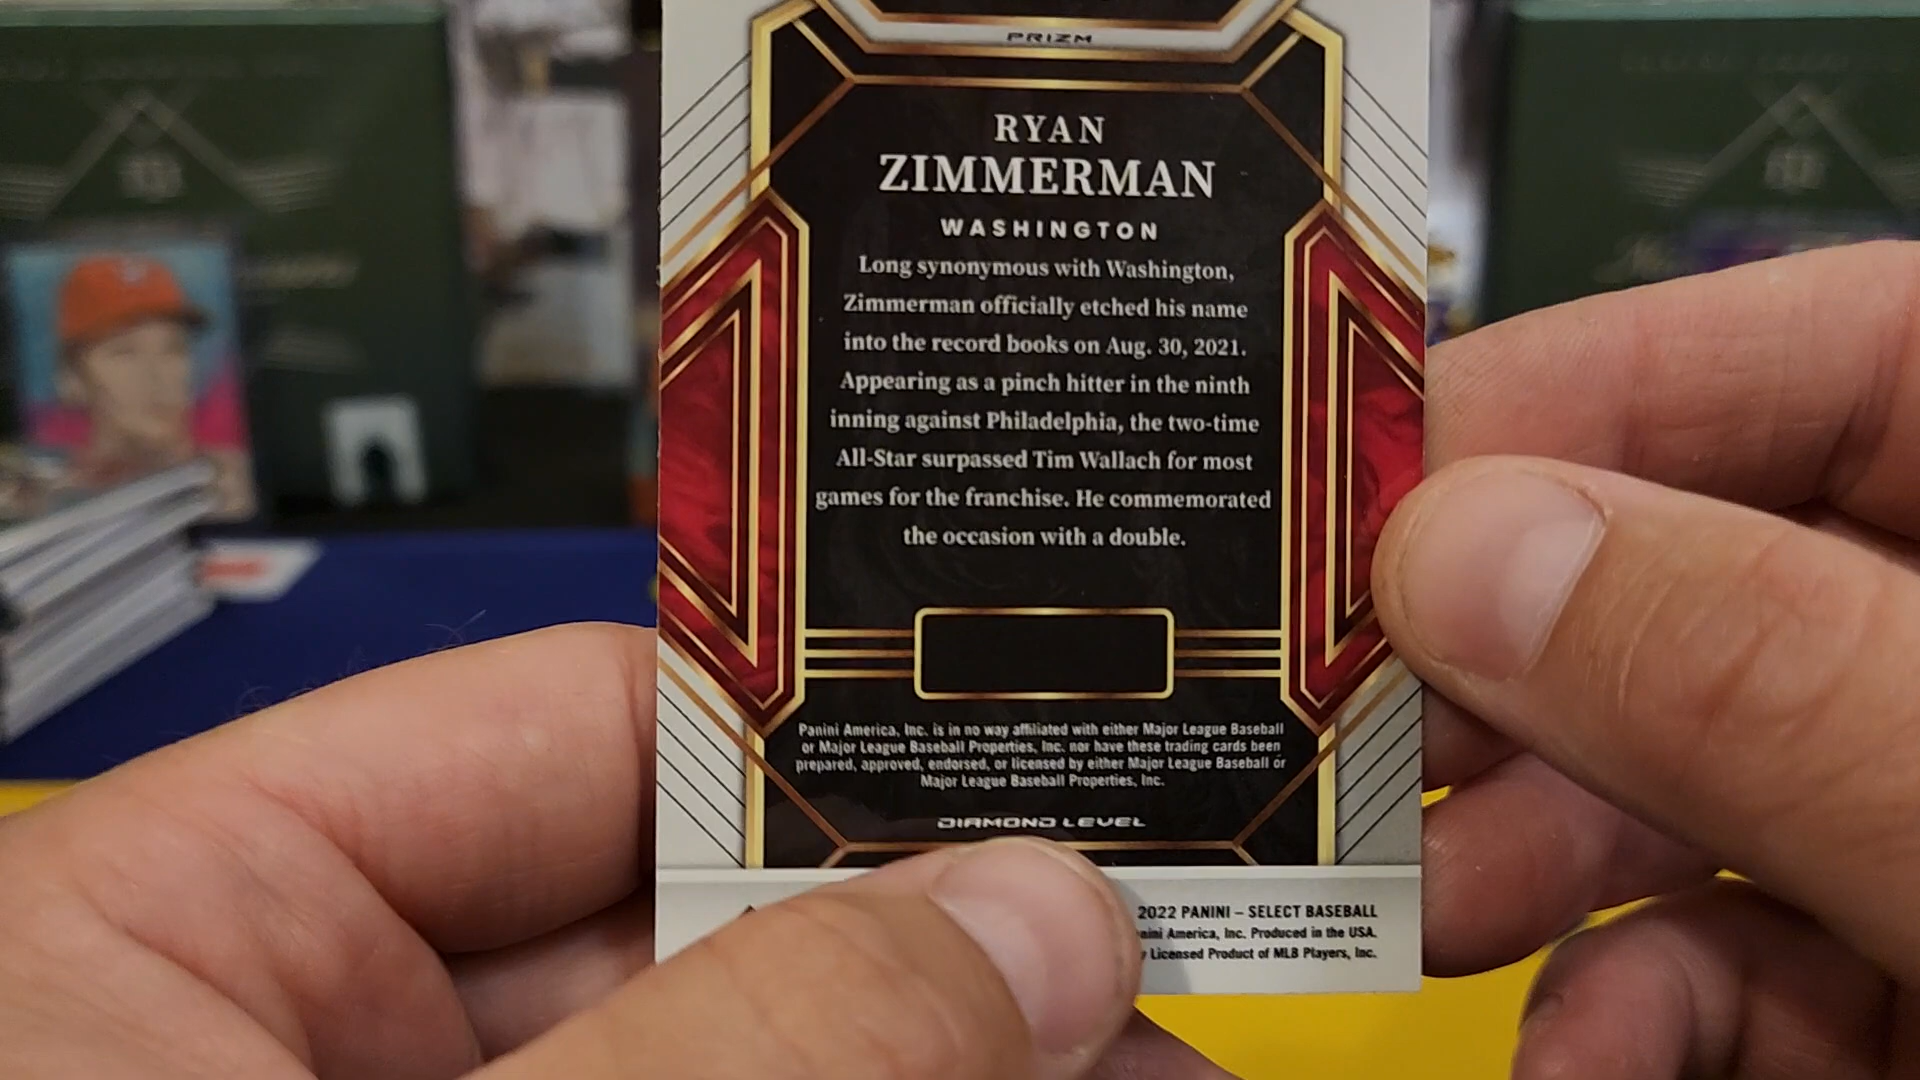 PRIZM
RYAN
ZIMMERMAN
WASHINGTON
Long synonymous with Washington,
Zimmerman officially etched his name
into the record books on Aug. 30, 2021.
Appearing as a pinch hitter in the ninth
inning against Philadelphia, the two-time
All-Star surpassed Tim Wallach for most
games for the franchise. He commemorated
the occasion with a double.
Panini America, Inc. is in no way affiliated with either Major League Baseball
or Major League Baseball Properties, Inc. nor have these trading cards been
prepared, approved, endorsed, or licensed by either Major League Baseball or
Major League Baseball Properties, Inc.
DIAMOND LEVEL
2022 PANINI – SELECT BASEBALL
America, Inc. Produced in the USA.
Licensed Product of MLB Players, Inc.